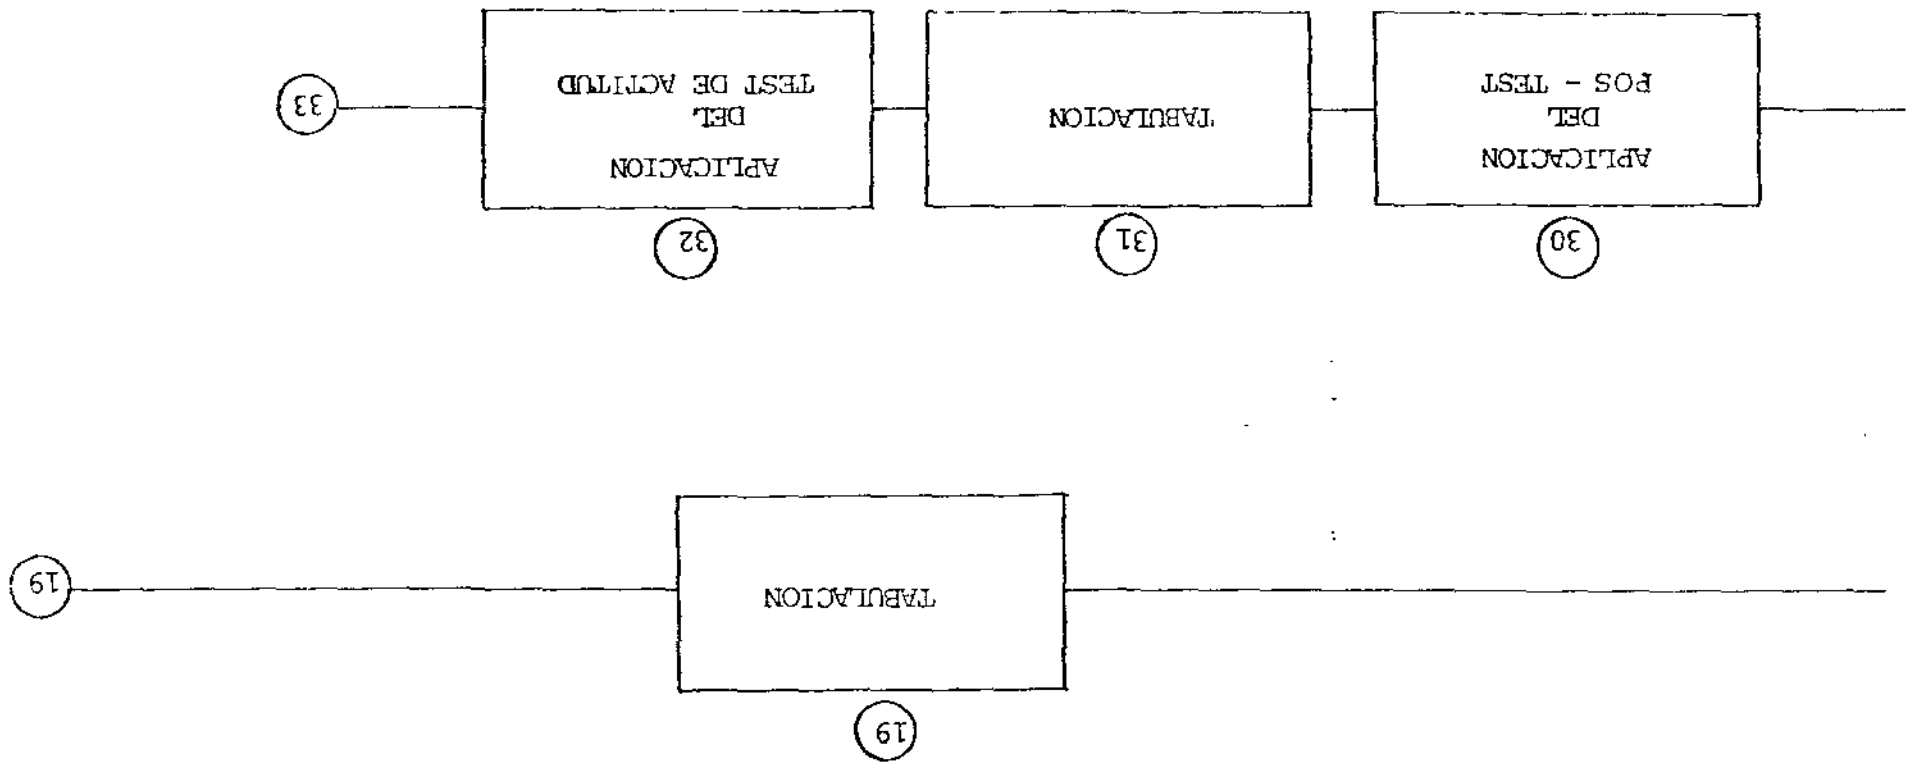 19
TABULACION
19
30
APLICACION
DEL
POS - TEST
31
TABULACION
32
APLICACION
DEL
TEST DE ACTITUD
33